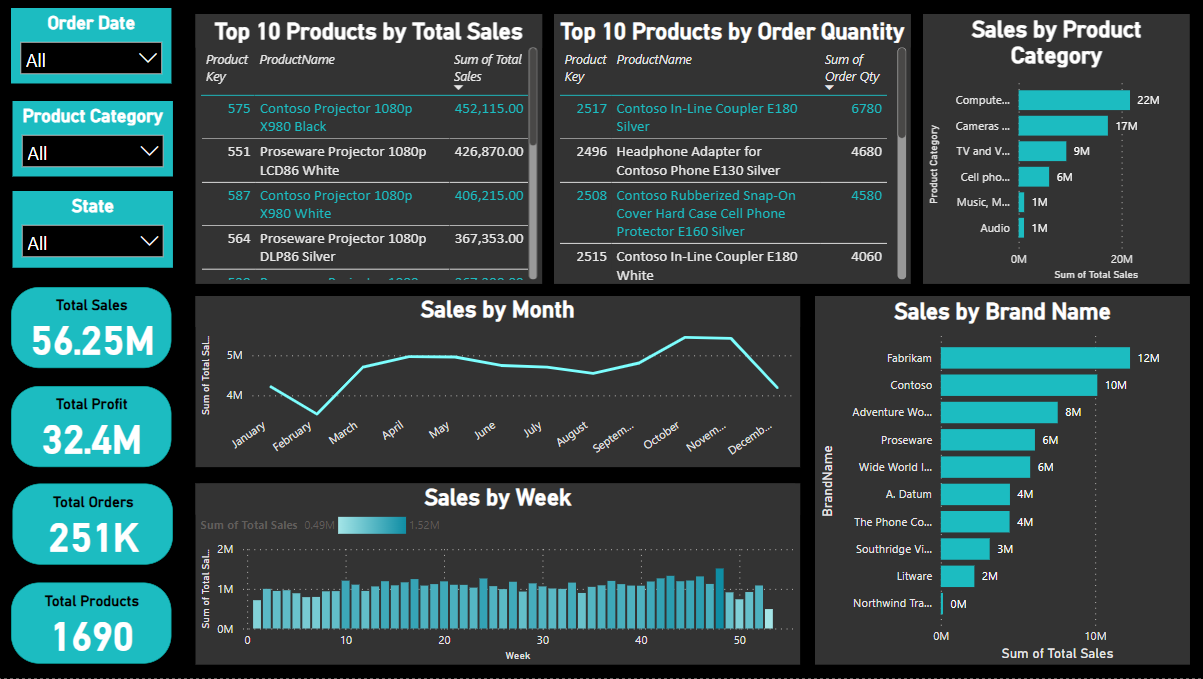 Order Date
All
Product Category
All
State
All
Total Sales
56.25M
Total Profit
32.4M
Total Orders
251K
Total Products
1690
Top 10 Products by Total Sales
Product Key ProductName Sum of Total Sales
575 Contoso Projector 1080p X980 Black 452,115.00
551 Proseware Projector 1080p LCD86 White 426,870.00
587 Contoso Projector 1080p X980 White 406,215.00
564 Proseware Projector 1080p DLP86 Silver 367,353.00
Top 10 Products by Order Quantity
Product Key ProductName Sum of Order Qty
2517 Contoso In-Line Coupler E180 Silver 6780
2496 Headphone Adapter for Contoso Phone E130 Silver 4680
2508 Contoso Rubberized Snap-On Cover Hard Case Cell Phone Protector E160 Silver 4580
2515 Contoso In-Line Coupler E180 White 4060
Sales by Product
Category
Product Category
Compute... 22M
Cameras ... 17M
TV and V... 9M
Cell pho... 6M
Music, M... 1M
Audio 1M
0M 20M
Sum of Total Sales
Sales by Month
Sum of Total Sal...
5M
4M
January February March April May June July August Septem... October Novem... Decemb...
Sales by Week
Sum of Total Sales 0.49M 1.52M
Sum of Total Sal...
2M
1M
0M
0 10 20 30 40 50
Week
Sales by Brand Name
BrandName
Fabrikam 12M
Contoso 10M
Adventure Wo... 8M
Proseware 6M
Wide World I... 6M
A. Datum 4M
The Phone Co... 4M
Southridge Vi... 3M
Litware 2M
Northwind Tra... 0M
0M 10M
Sum of Total Sales